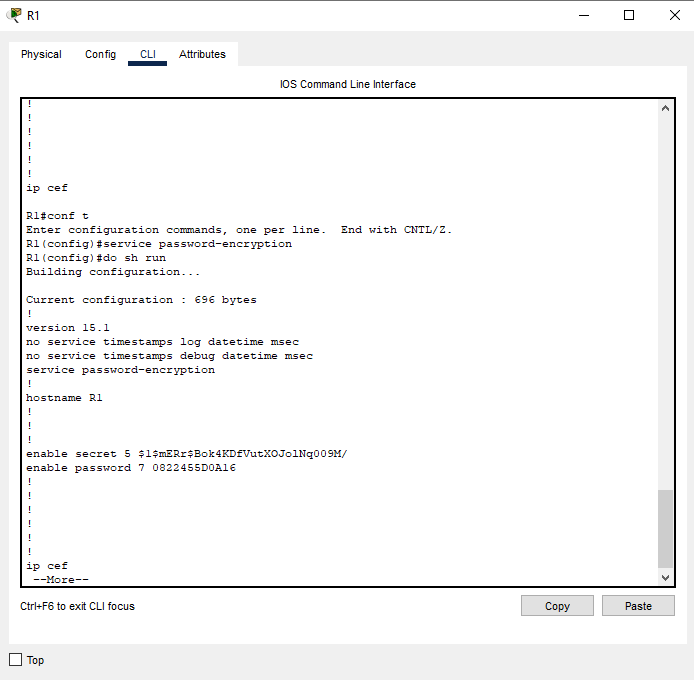 R1
Physical
Config
CLI
Attributes
IOS Command Line Interface
!
!
!
!
!
!
ip cef
R1#conf t
Enter configuration commands, one per line.  End with CNTL/Z.
R1(config)#service password-encryption
R1(config)#do sh run
Building configuration...
Current configuration : 696 bytes
!
version 15.1
no service timestamps log datetime msec
no service timestamps debug datetime msec
service password-encryption
!
hostname R1
!
!
!
enable secret 5 $1$mERr$Bok4KDfVutXOJolNq009M/
enable password 7 0822455D0A16
!
!
!
!
!
!
ip cef
--More--
Ctrl+F6 to exit CLI focus
Copy
Paste
Top